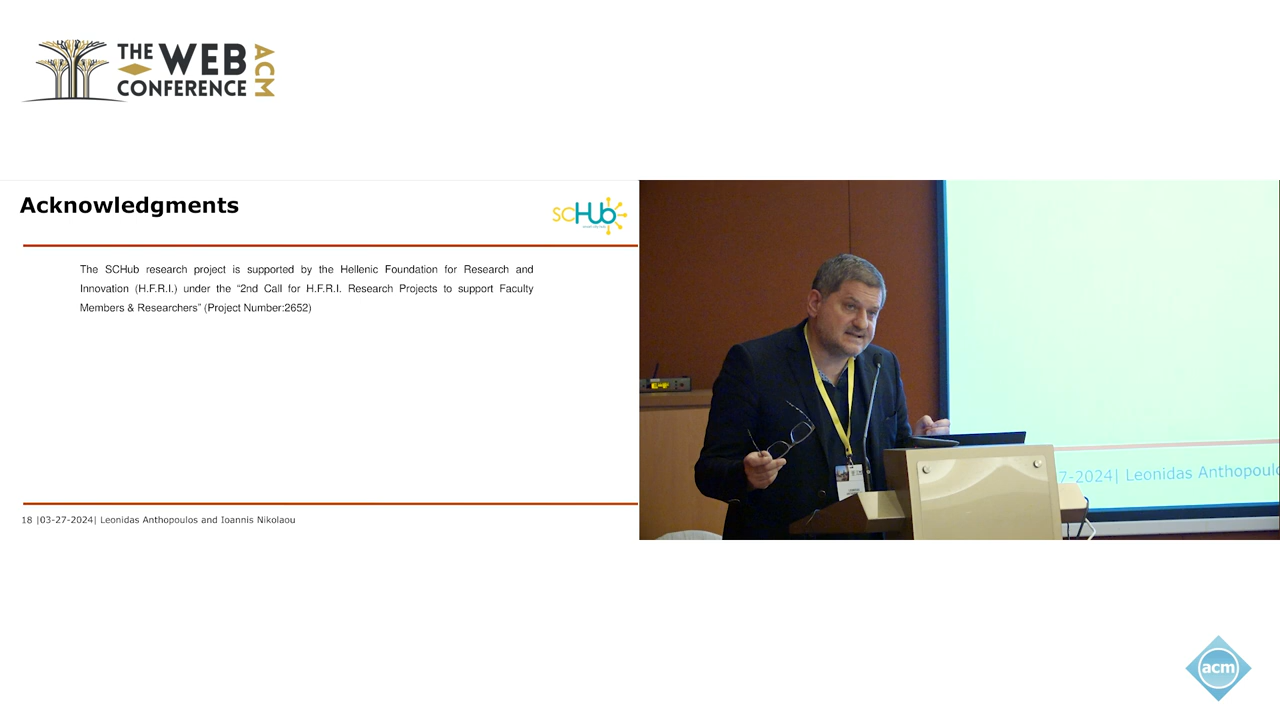 THE WEB
CONFERENCE
ACM
Acknowledgments
scHub
The SCHub research project is supported by the Hellenic Foundation for Research and
Innovation (H.F.R.I.) under the “2nd Call for H.F.R.I. Research Projects to support Faculty
Members & Researchers” (Project Number:2652)
18 |03-27-2024| Leonidas Anthopoulos and Ioannis Nikolaou
7-2024| Leonidas Anthopoulo
acm